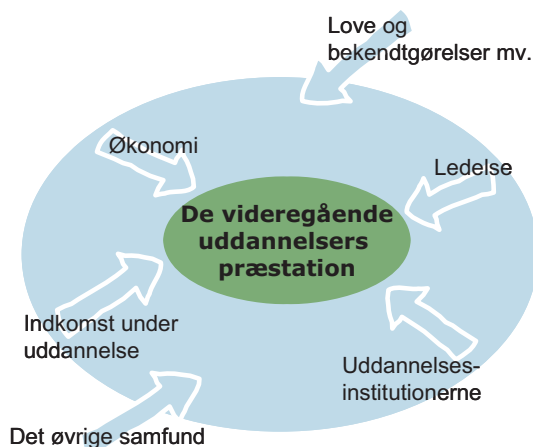 Love og
bekendtgørelser mv.
Økonomi
Ledelse
De videregående
uddannelsers
præstation
Indkomst under
uddannelse
Uddannelses-
institutionerne
Det øvrige samfund